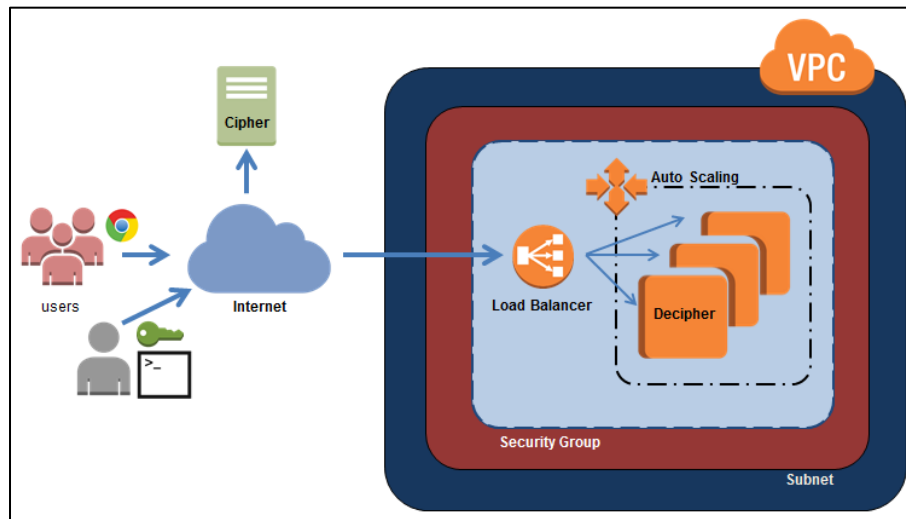 VPC
Cipher
Auto Scaling
users
Internet
Load Balancer
Decipher
>_
Security Group
Subnet